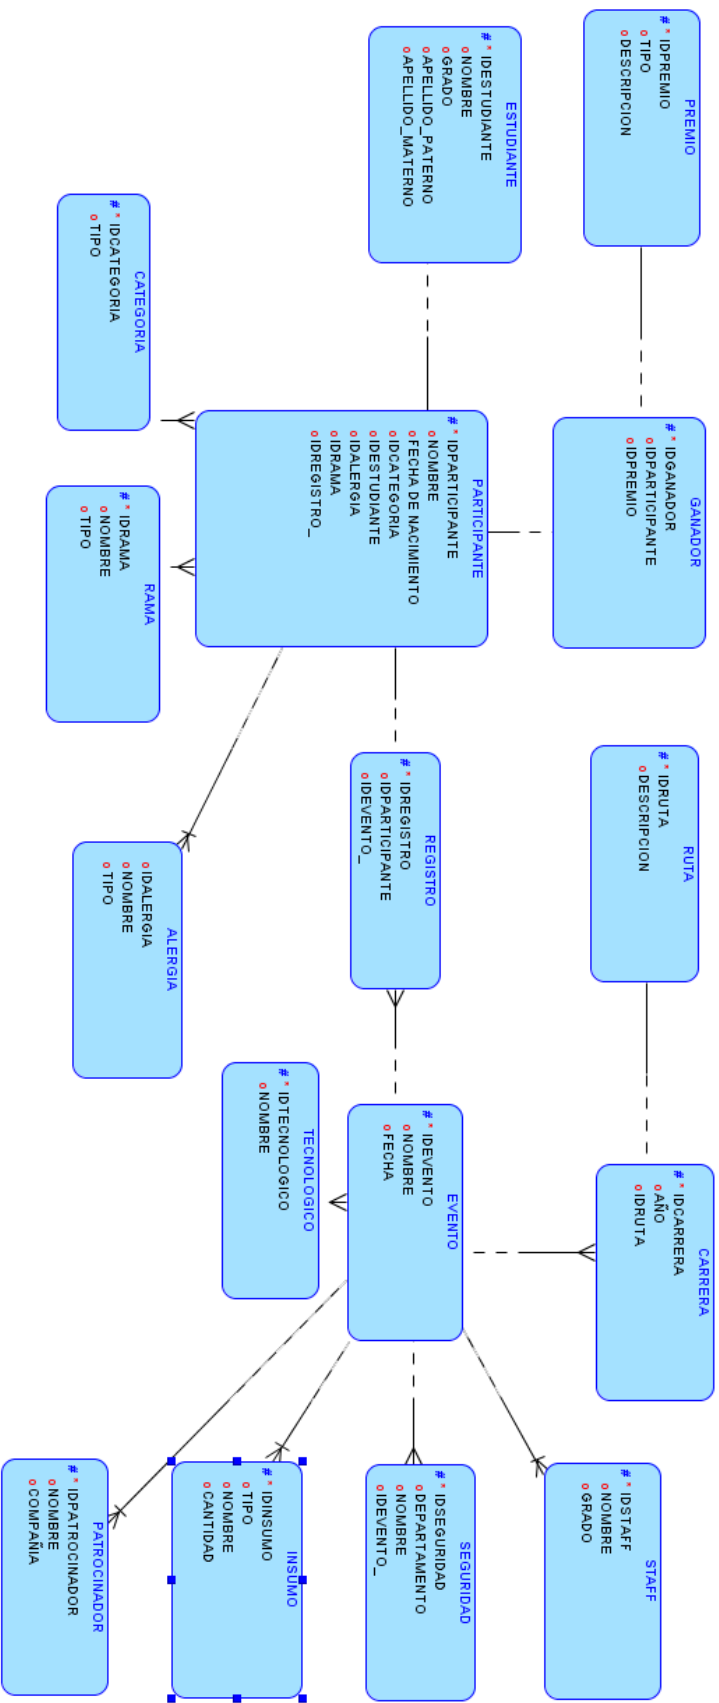 PREMIO
# * IDPREMIO
o TIPO
o DESCRIPCION
GANADOR
# * IDGANADOR
o IDPARTICIPANTE
o IDPREMIO
RUTA
# * IDRUTA
o DESCRIPCION
CARRERA
# * IDCARRERA
o AÑO
o IDRUTA
STAFF
# * IDSTAFF
o NOMBRE
o GRADO
ESTUDIANTE
# * IDESTUDIANTE
o NOMBRE
o GRADO
o APELLIDO_PATERNO
o APELLIDO_MATERNO
PARTICIPANTE
# * IDPARTICIPANTE
o NOMBRE
o FECHA DE NACIMIENTO
o IDCATEGORIA
o IDESTUDIANTE
o IDALERGIA
o IDRAMA
o IDREGISTRO_
REGISTRO
# * IDREGISTRO
o IDPARTICIPANTE
o IDEVENTO_
EVENTO
# * IDEVENTO
o NOMBRE
o FECHA
SEGURIDAD
# * IDSEGURIDAD
o DEPARTAMENTO
o NOMBRE
o IDEVENTO_
TECNOLOGICO
# * IDTECNOLOGICO
o NOMBRE
INSUMO
# * IDINSUMO
o TIPO
o NOMBRE
o CANTIDAD
CATEGORIA
# * IDCATEGORIA
o TIPO
RAMA
# * IDRAMA
o NOMBRE
o TIPO
ALERGIA
o IDALERGIA
o NOMBRE
o TIPO
PATROCINADOR
# * IDPATROCINADOR
o NOMBRE
o COMPAÑIA